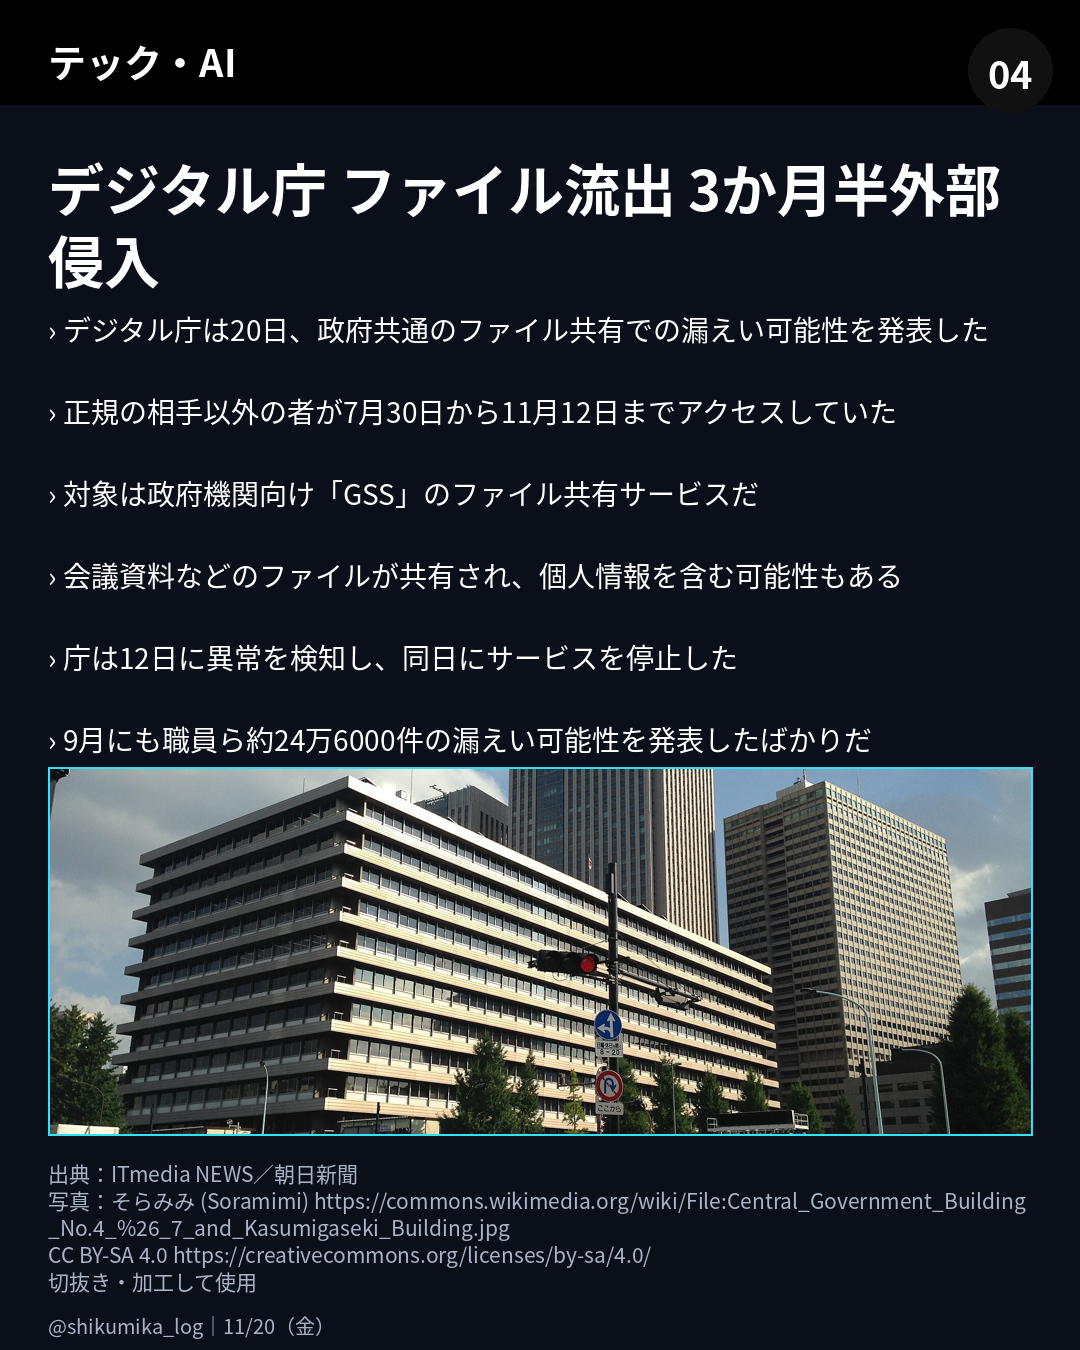 テック・AI
04
デジタル庁 ファイル流出 3か月半外部
侵入
› デジタル庁は20日、政府共通のファイル共有での漏えい可能性を発表した
› 正規の相手以外の者が7月30日から11月12日までアクセスしていた
› 対象は政府機関向け「GSS」のファイル共有サービスだ
› 会議資料などのファイルが共有され、個人情報を含む可能性もある
› 庁は12日に異常を検知し、同日にサービスを停止した
› 9月にも職員ら約24万6000件の漏えい可能性を発表したばかりだ
8-20
ここから
出典：ITmedia NEWS／朝日新聞
写真：そらみみ (Soramimi) https://commons.wikimedia.org/wiki/File:Central_Government_Building
_No.4_%26_7_and_Kasumigaseki_Building.jpg
CC BY-SA 4.0 https://creativecommons.org/licenses/by-sa/4.0/
切抜き・加工して使用
@shikumika_log｜11/20（金）